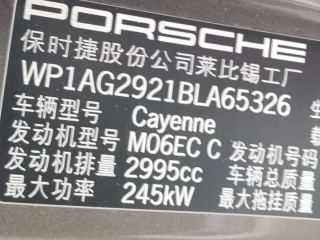 PORSCHE
保时捷股份公司莱比锡工厂
WP1AG2921BLA65326
车辆型号 Cayenne
发动机型号 M06EC C 发动机号码
发动机排量 2995cc 车辆总质量
最大功率 245kW 最大拖挂质量